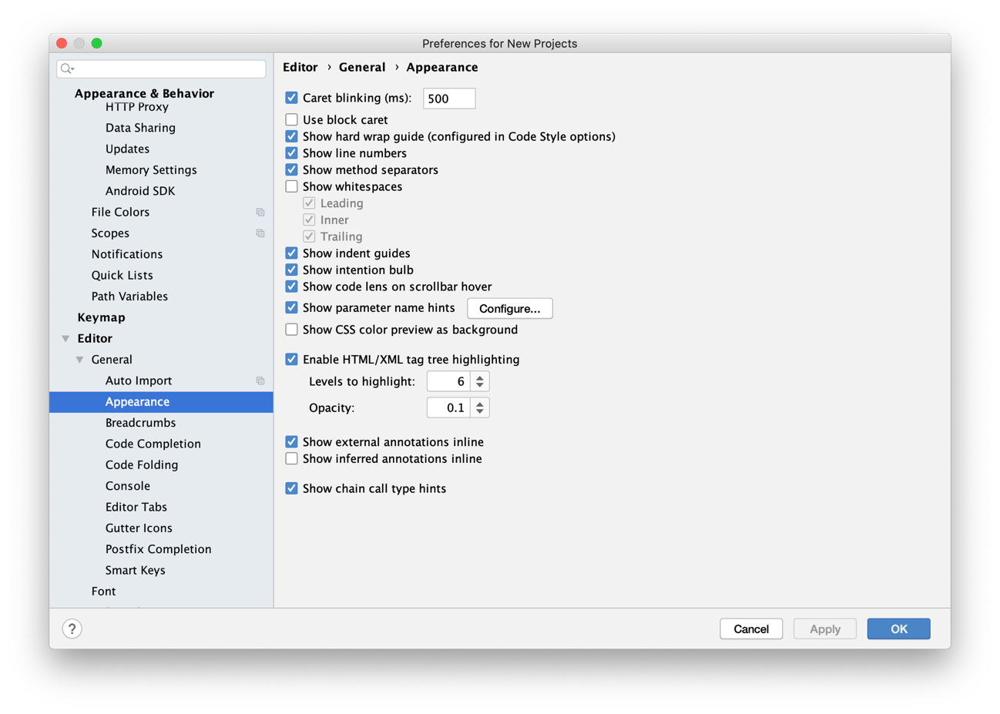 Preferences for New Projects
Appearance & Behavior
HTTP Proxy
Data Sharing
Updates
Memory Settings
Android SDK
File Colors
Scopes
Notifications
Quick Lists
Path Variables
Keymap
Editor
General
Auto Import
Appearance
Breadcrumbs
Code Completion
Code Folding
Console
Editor Tabs
Gutter Icons
Postfix Completion
Smart Keys
Font
Editor › General › Appearance
Caret blinking (ms): 500
Use block caret
Show hard wrap guide (configured in Code Style options)
Show line numbers
Show method separators
Show whitespaces
Leading
Inner
Trailing
Show indent guides
Show intention bulb
Show code lens on scrollbar hover
Show parameter name hints Configure...
Show CSS color preview as background
Enable HTML/XML tag tree highlighting
Levels to highlight: 6
Opacity: 0.1
Show external annotations inline
Show inferred annotations inline
Show chain call type hints
? Cancel Apply OK